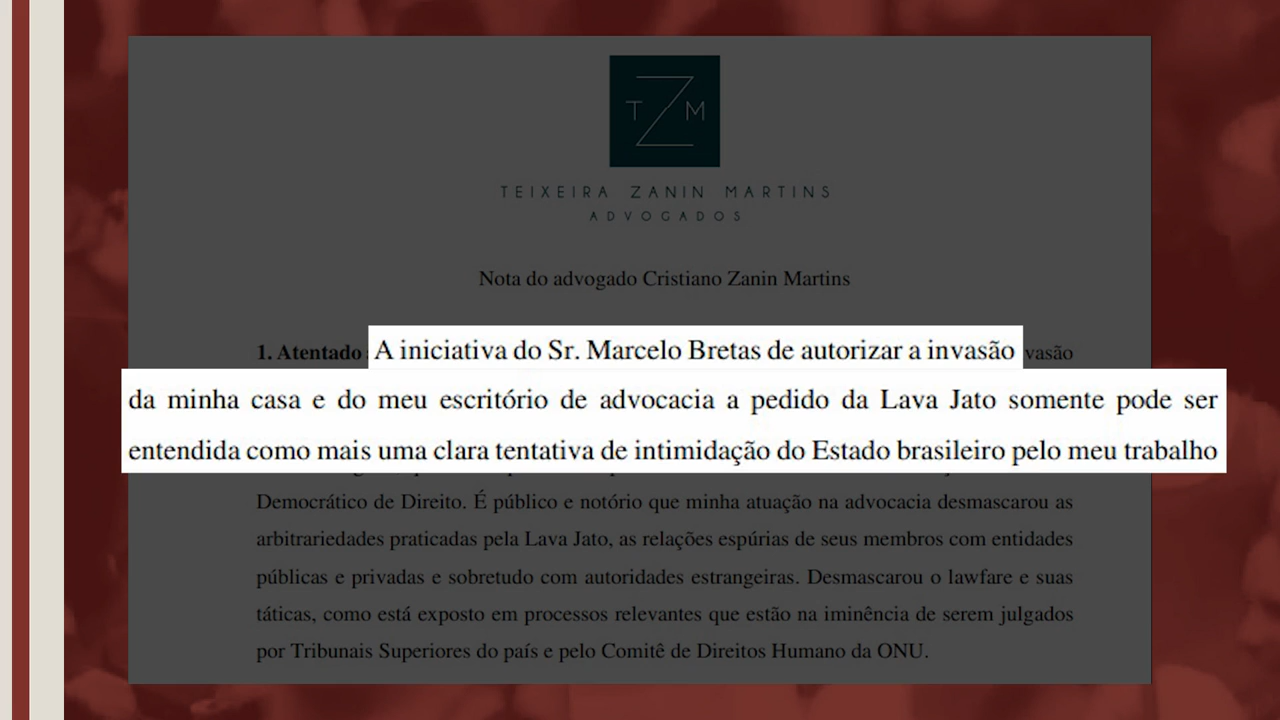 T Z M
TEIXEIRA ZANIN MARTINS
ADVOGADOS
Nota do advogado Cristiano Zanin Martins
1. Atentado A iniciativa do Sr. Marcelo Bretas de autorizar a invasão vasão
da minha casa e do meu escritório de advocacia a pedido da Lava Jato somente pode ser
entendida como mais uma clara tentativa de intimidação do Estado brasileiro pelo meu trabalho
Democrático de Direito. É público e notório que minha atuação na advocacia desmascarou as
arbitrariedades praticadas pela Lava Jato, as relações espúrias de seus membros com entidades
públicas e privadas e sobretudo com autoridades estrangeiras. Desmascarou o lawfare e suas
táticas, como está exposto em processos relevantes que estão na iminência de serem julgados
por Tribunais Superiores do país e pelo Comitê de Direitos Humano da ONU.